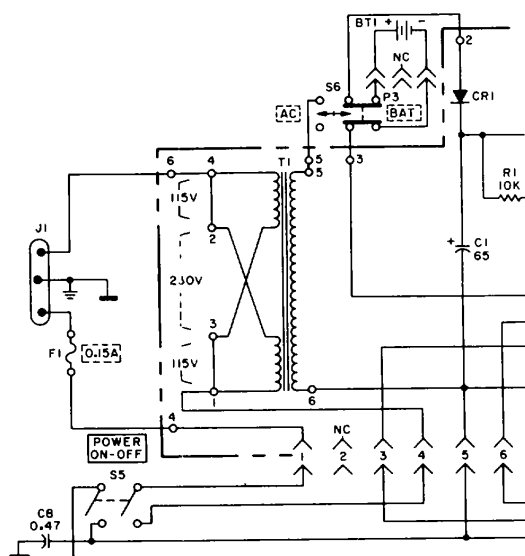 BT1 + -
2
NC
S6
P3
CR1
AC
BAT
6
4
T1
5
5
3
115V
R1
10K
J1
2
+
C1
65
230V
3
F1
0.15A
115V
1
6
4
POWER
ON-OFF
NC
1
2
3
4
5
6
S5
C8
0.47